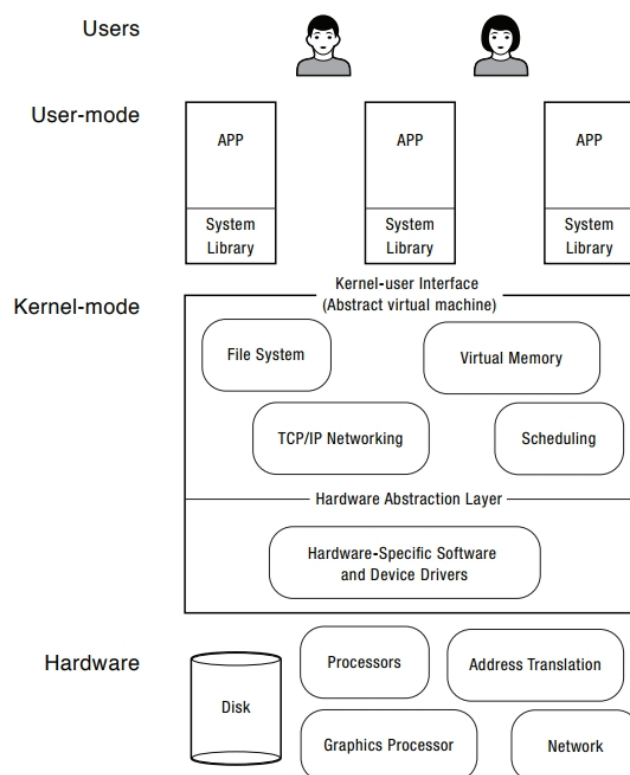 Users
User-mode
APP
APP
APP
System
Library
System
Library
System
Library
Kernel-mode
Kernel-user Interface
(Abstract virtual machine)
File System
Virtual Memory
TCP/IP Networking
Scheduling
Hardware Abstraction Layer
Hardware-Specific Software
and Device Drivers
Hardware
Disk
Processors
Address Translation
Graphics Processor
Network